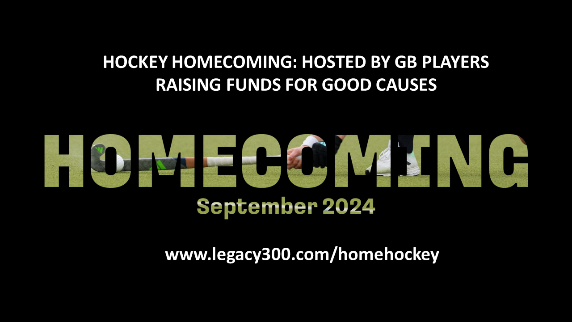 HOCKEY HOMECOMING: HOSTED BY GB PLAYERS
RAISING FUNDS FOR GOOD CAUSES
HOMECOMING
September 2024
www.legacy300.com/homehockey